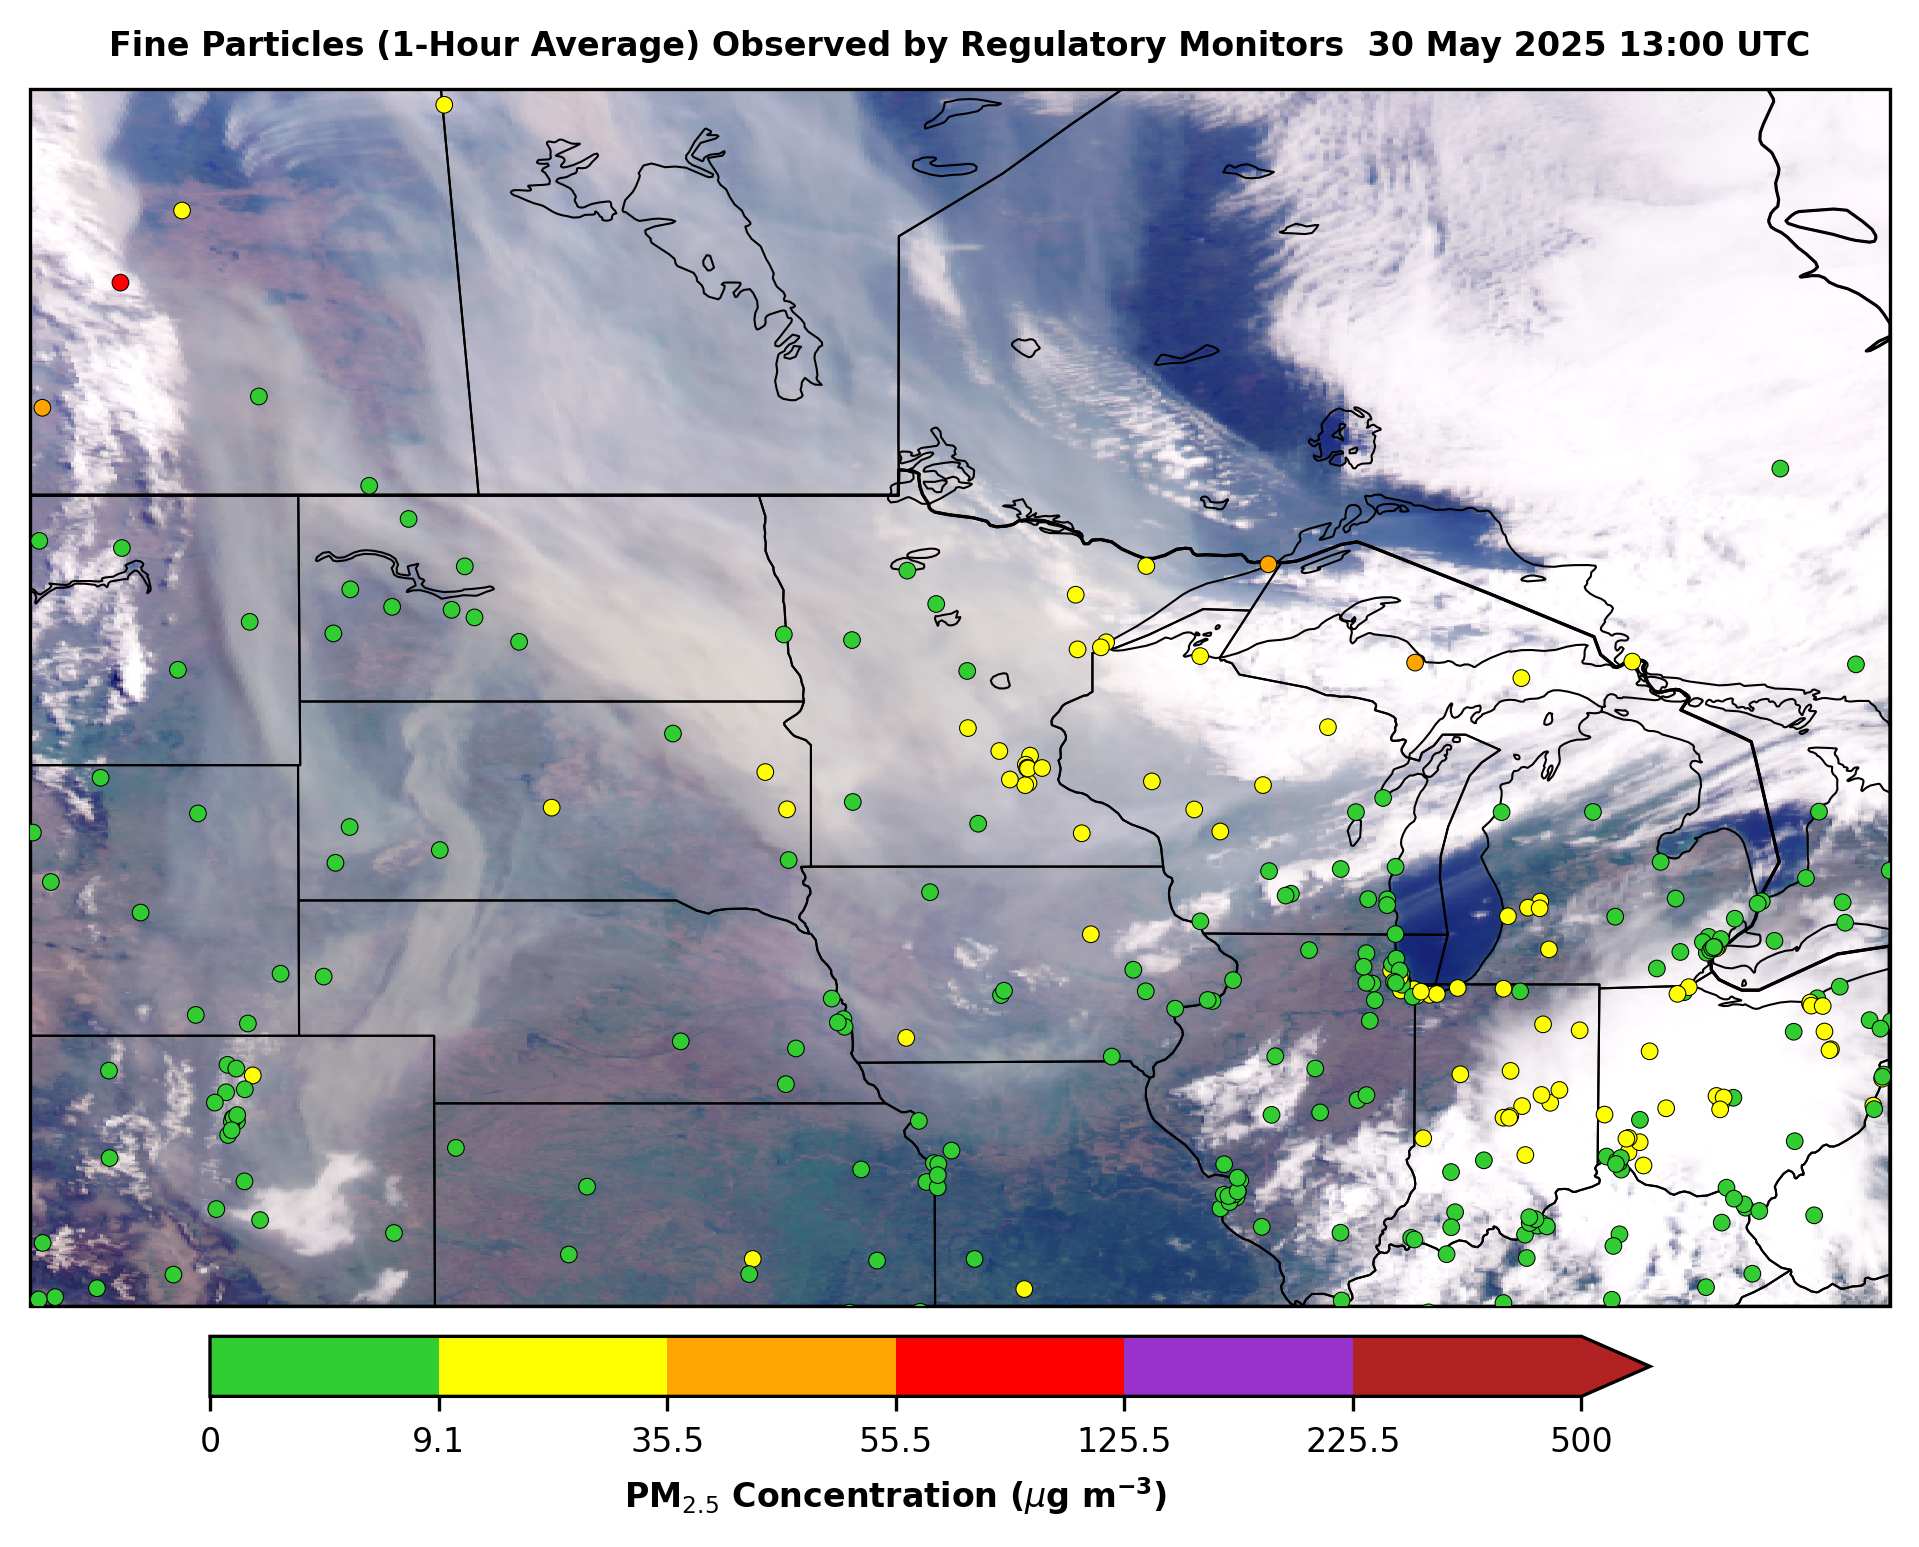 Fine Particles (1-Hour Average) Observed by Regulatory Monitors  30 May 2025 13:00 UTC
0 9.1 35.5 55.5 125.5 225.5 500
PM₂.₅ Concentration (μg m⁻³)